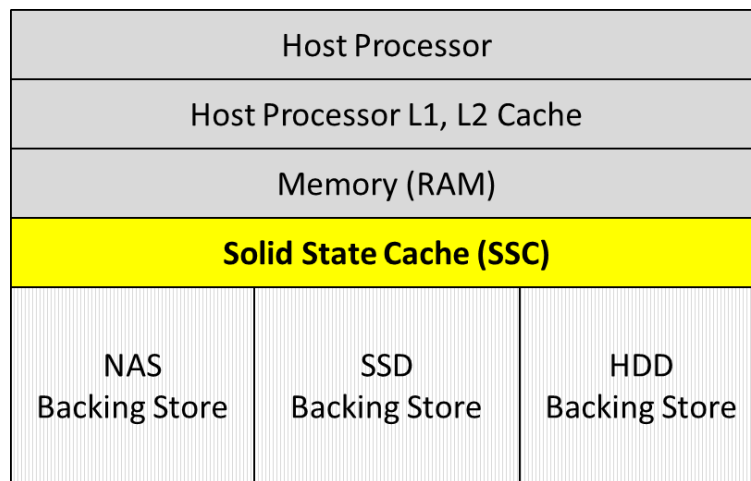 Host Processor
Host Processor L1, L2 Cache
Memory (RAM)
Solid State Cache (SSC)
NAS
Backing Store
SSD
Backing Store
HDD
Backing Store